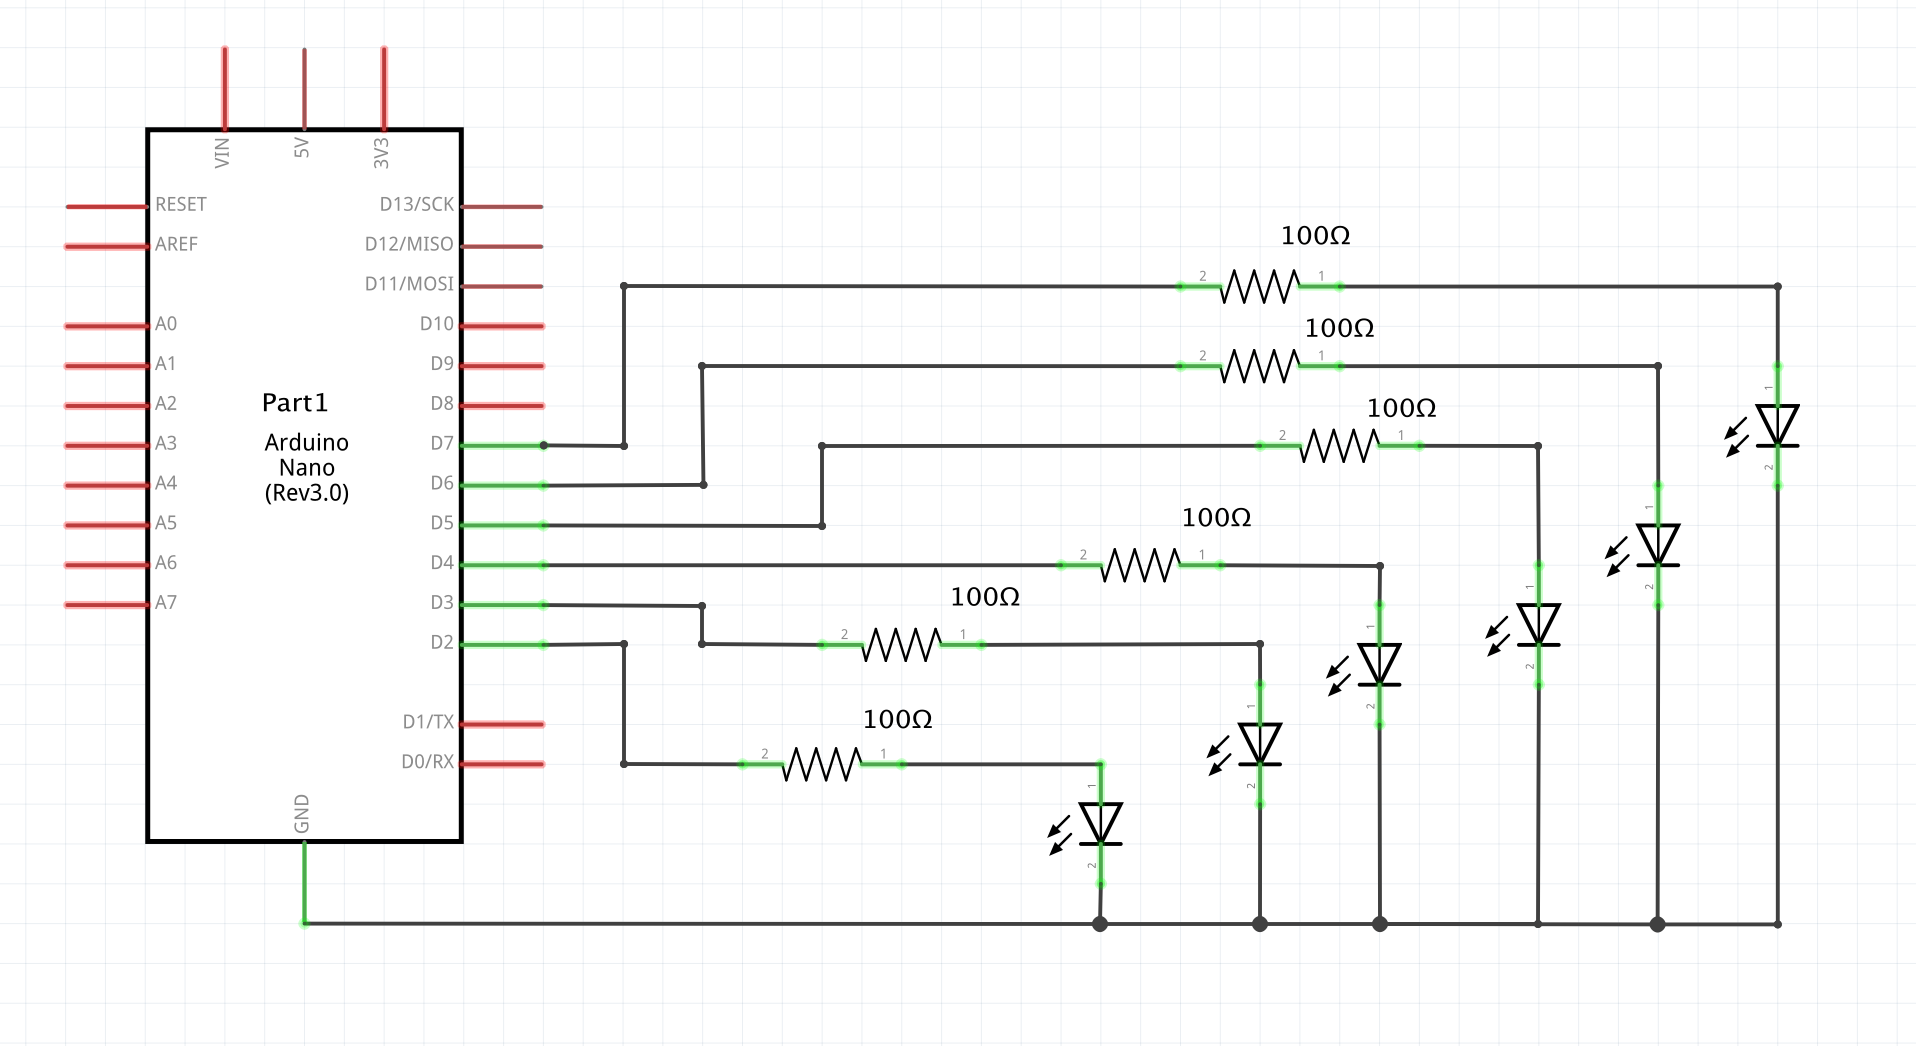 VIN
5V
3V3
RESET
AREF
A0
A1
A2
A3
A4
A5
A6
A7
Part1
Arduino
Nano
(Rev3.0)
D13/SCK
D12/MISO
D11/MOSI
D10
D9
D8
D7
D6
D5
D4
D3
D2
D1/TX
D0/RX
GND
100Ω
2 1
100Ω
2 1
100Ω
2 1
100Ω
2 1
100Ω
2 1
100Ω
2 1
1
2
1
2
1
2
1
2
1
2
1
2